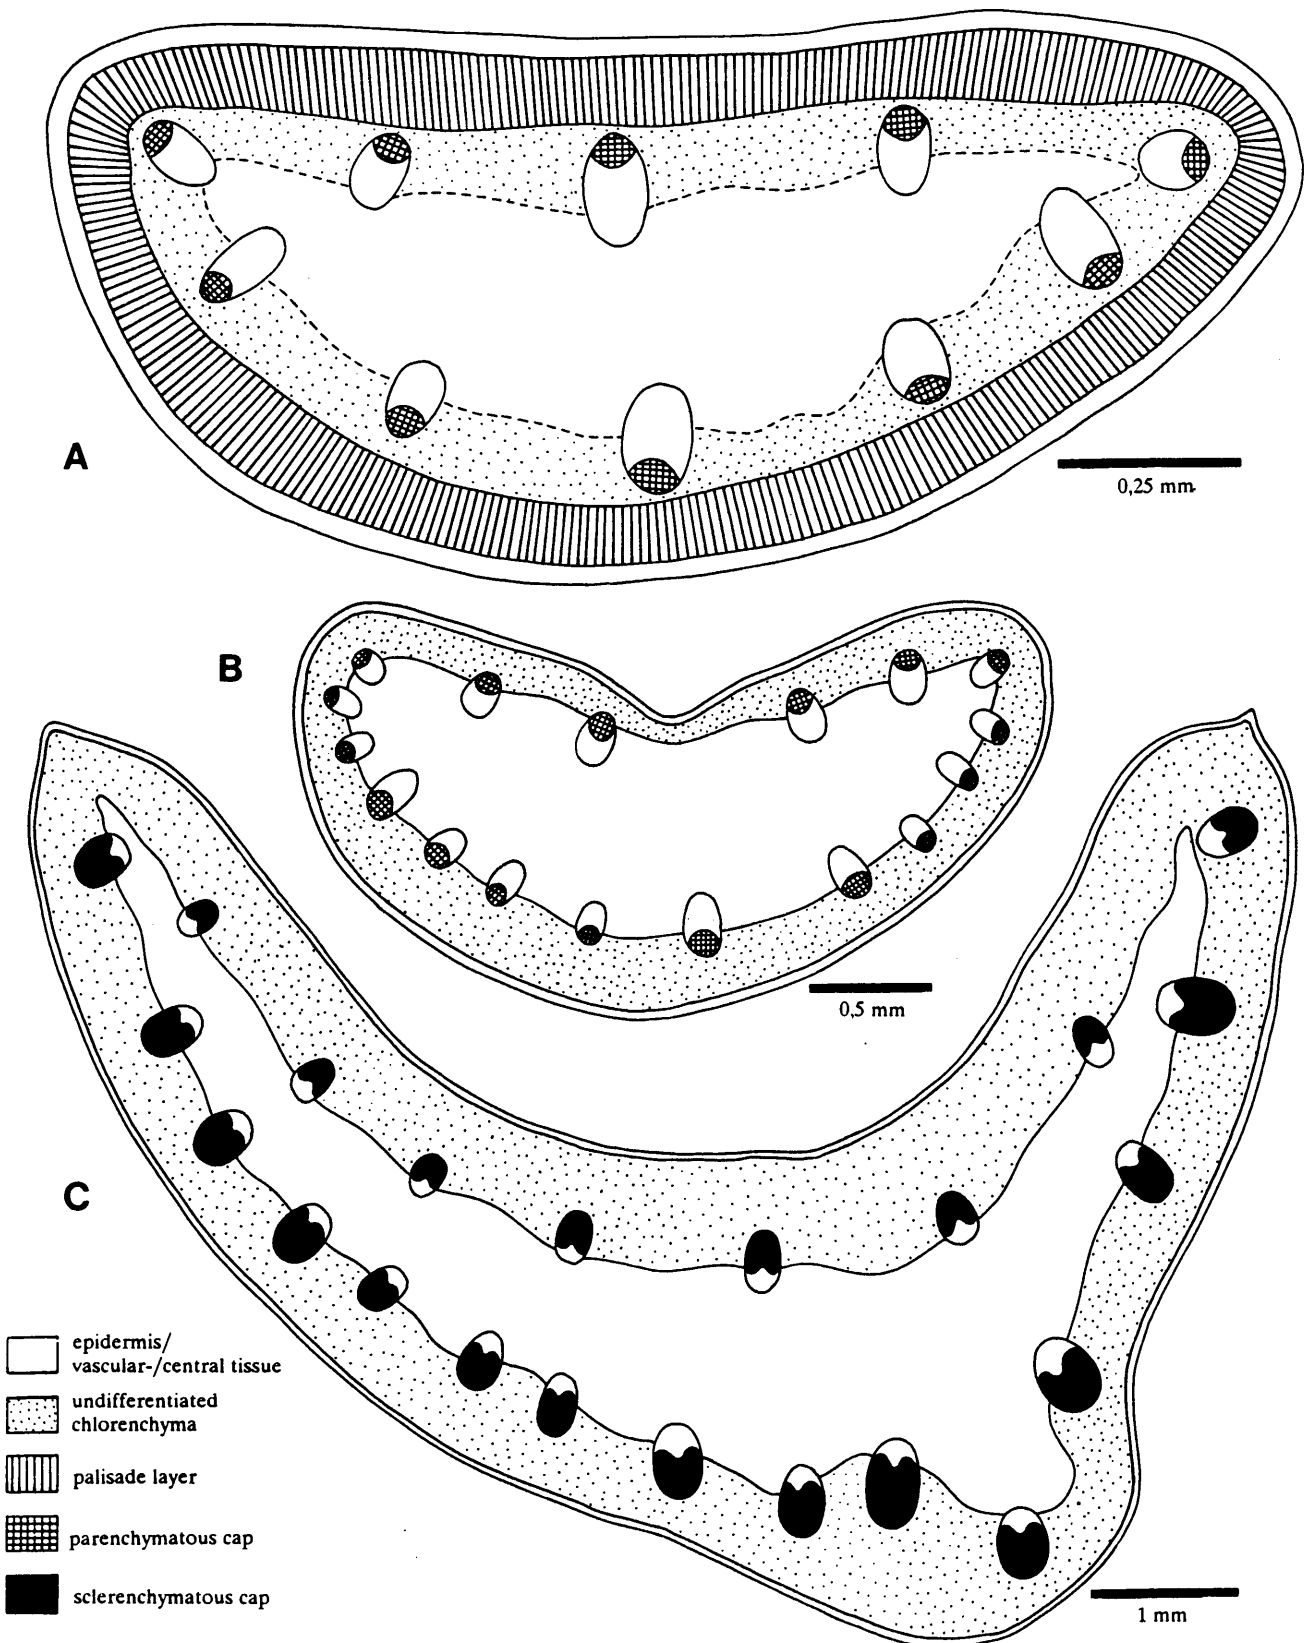 A
0,25 mm
B
0,5 mm
C
epidermis/
vascular-/central tissue
undifferentiated
chlorenchyma
palisade layer
parenchymatous cap
sclerenchymatous cap
1 mm